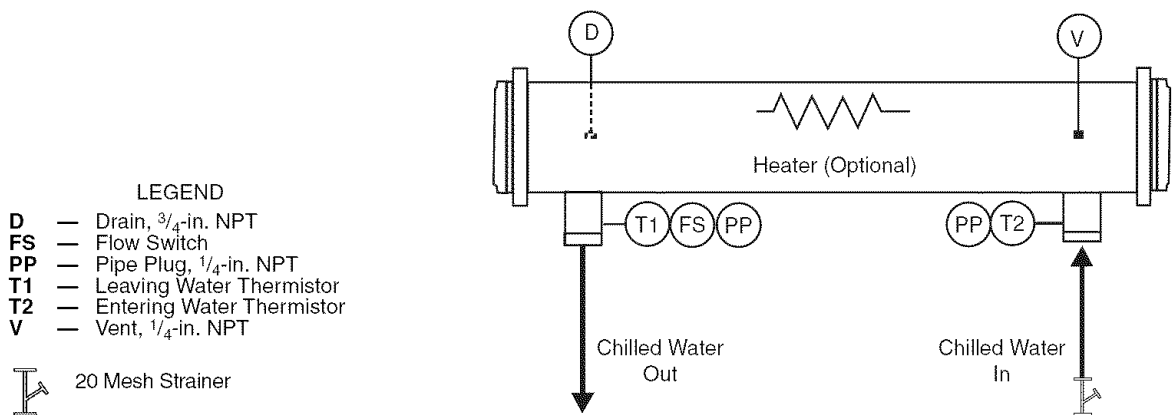 D
V
Heater (Optional)
T1 FS PP
PP T2
Chilled Water
Out
Chilled Water
In
LEGEND
D — Drain, 3/4-in. NPT
FS — Flow Switch
PP — Pipe Plug, 1/4-in. NPT
T1 — Leaving Water Thermistor
T2 — Entering Water Thermistor
V — Vent, 1/4-in. NPT
20 Mesh Strainer